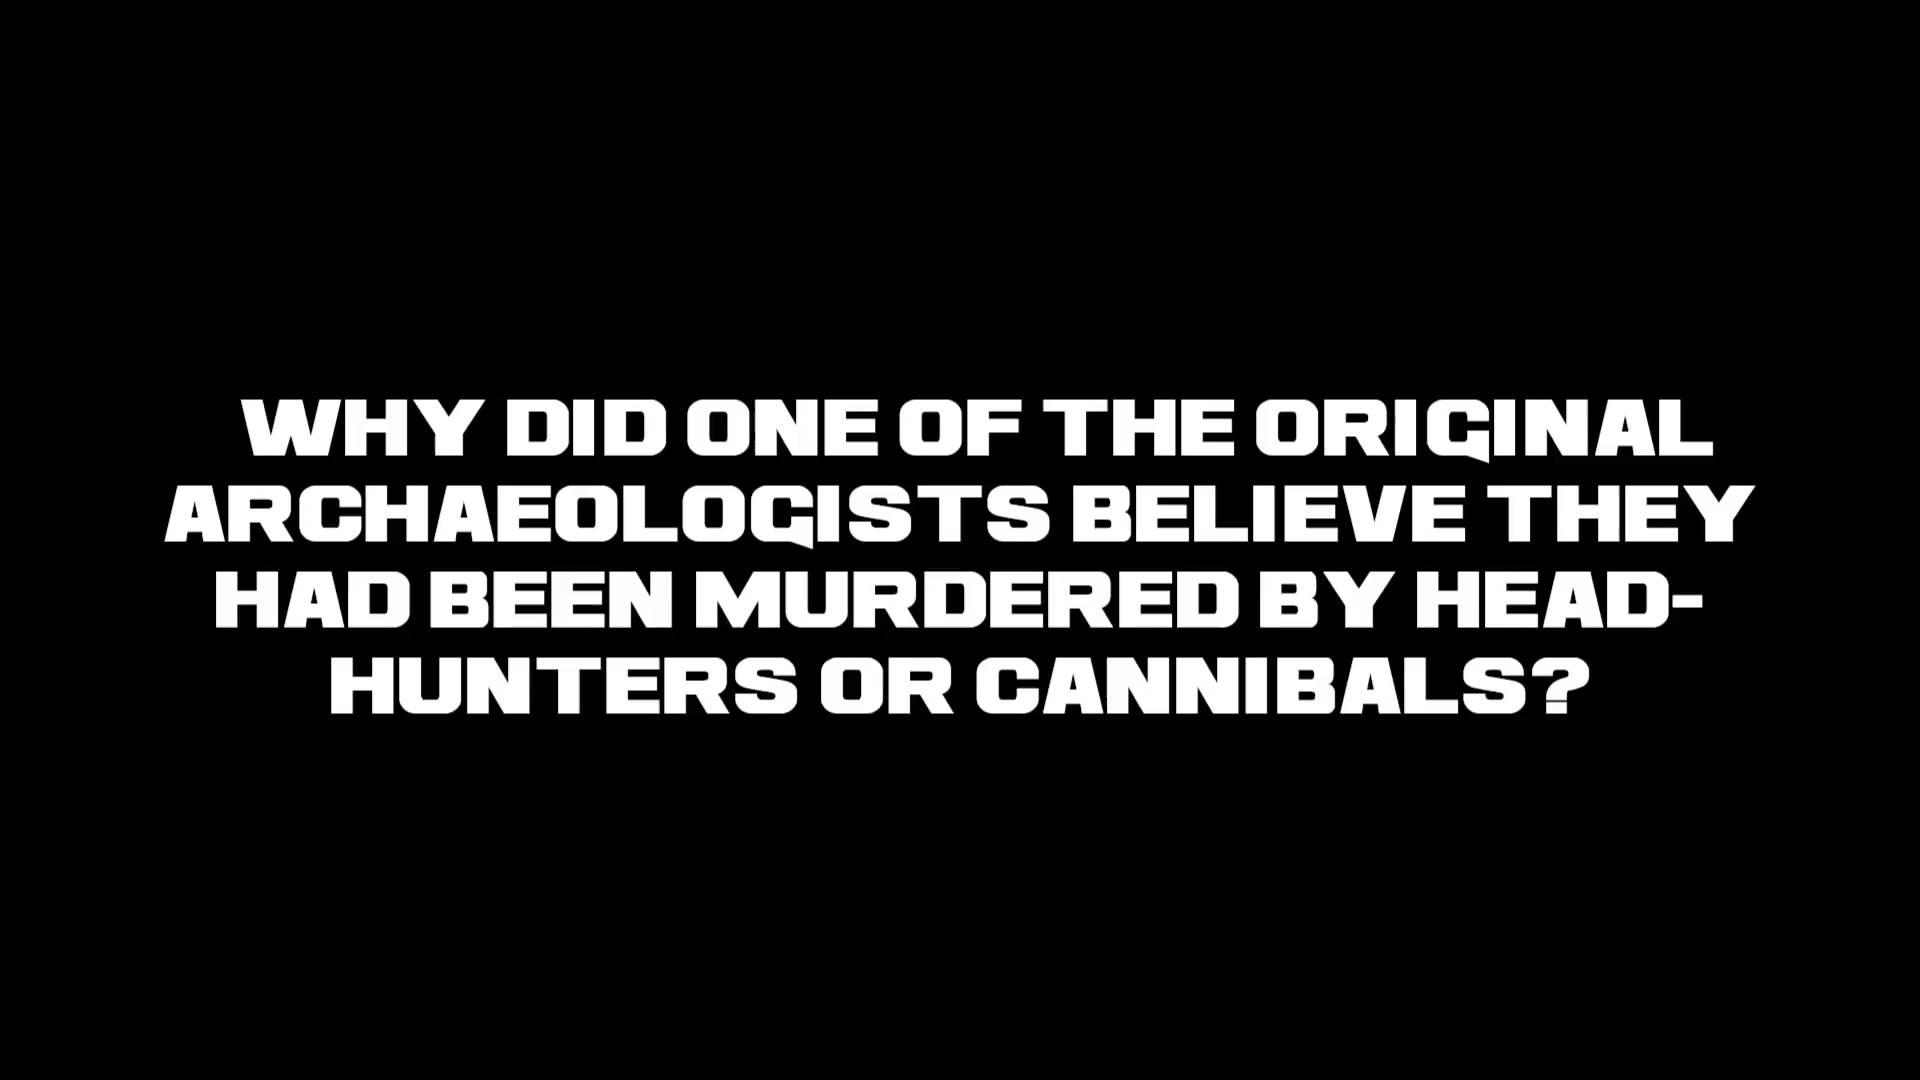 WHY DID ONE OF THE ORIGINAL
ARCHAEOLOGISTS BELIEVE THEY
HAD BEEN MURDERED BY HEAD-
HUNTERS OR CANNIBALS?